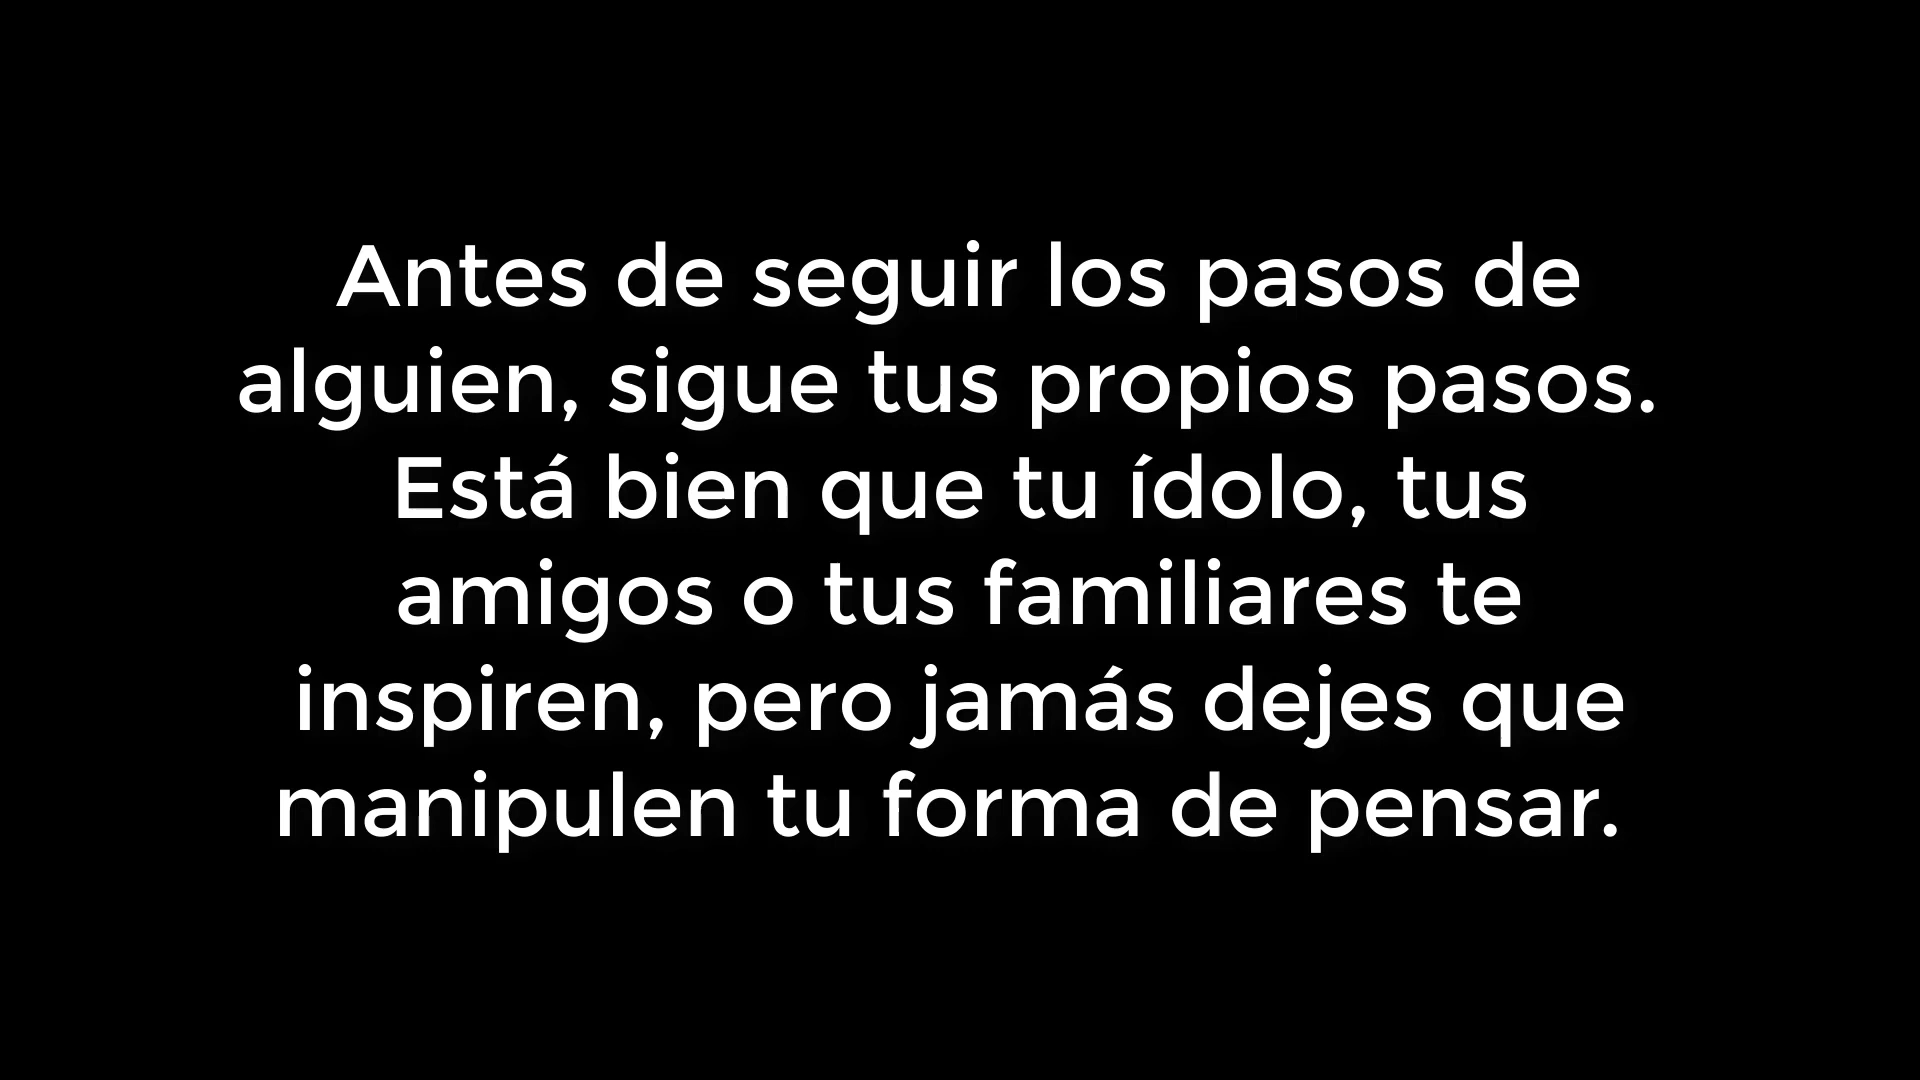 Antes de seguir los pasos de
alguien, sigue tus propios pasos.
Está bien que tu ídolo, tus
amigos o tus familiares te
inspiren, pero jamás dejes que
manipulen tu forma de pensar.